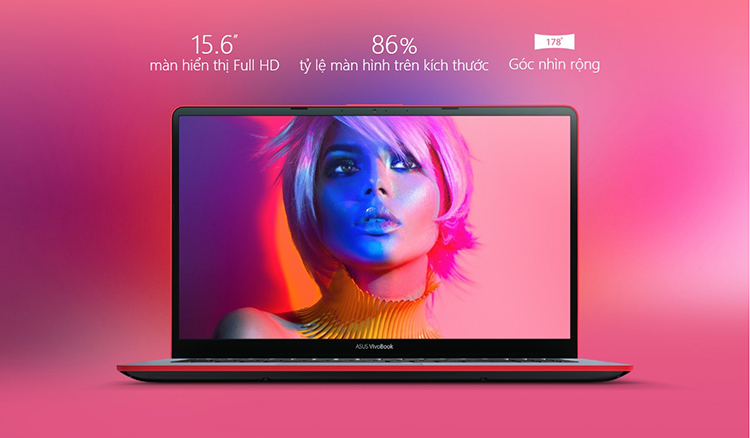 15.6"
màn hiển thị Full HD
86%
tỷ lệ màn hình trên kích thước
178°
Góc nhìn rộng
ASUS VivoBook